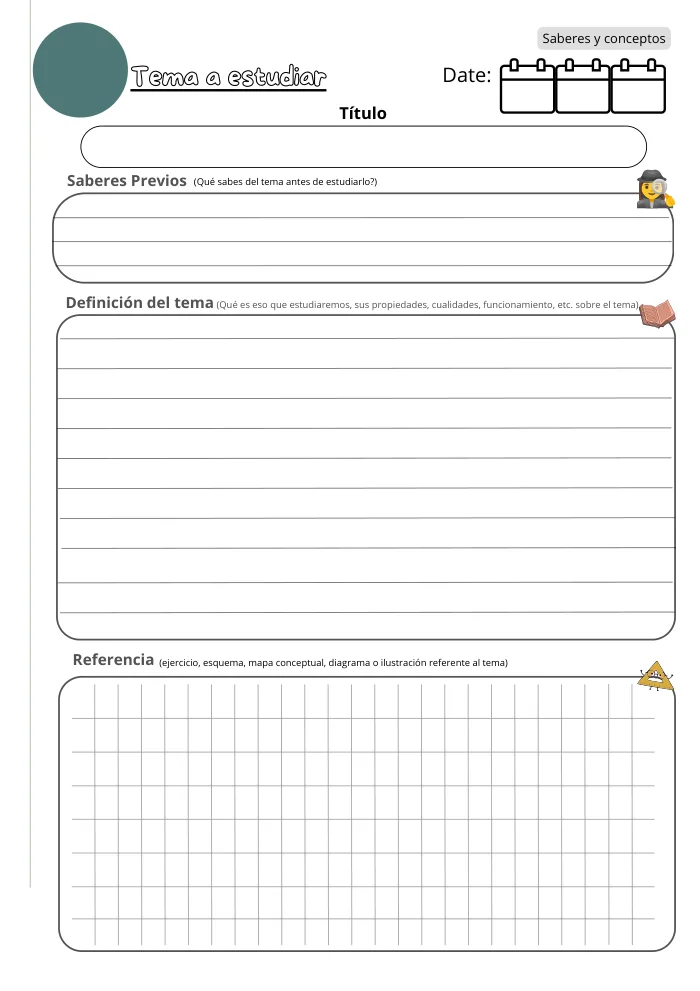 Saberes y conceptos
Tema a estudiar
Date:
Título
Saberes Previos (Qué sabes del tema antes de estudiarlo?)
Definición del tema (Qué es eso que estudiaremos, sus propiedades, cualidades, funcionamiento, etc. sobre el tema)
Referencia (ejercicio, esquema, mapa conceptual, diagrama o ilustración referente al tema)